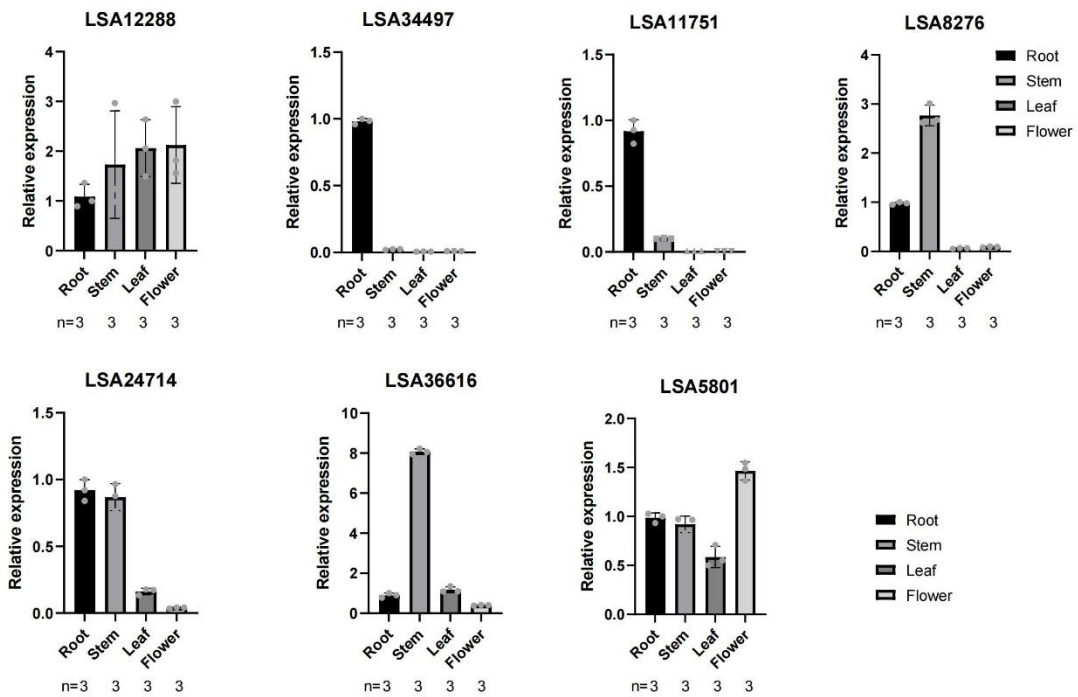 LSA12288
Relative expression
4
3
2
1
0
Root
Stem
Leaf
Flower
n=3 3 3 3
LSA34497
Relative expression
1.5
1.0
0.5
0.0
Root
Stem
Leaf
Flower
n=3 3 3 3
LSA11751
Relative expression
1.5
1.0
0.5
0.0
Root
Stem
Leaf
Flower
n=3 3 3 3
LSA8276
Relative expression
4
3
2
1
0
Root
Stem
Leaf
Flower
n=3 3 3 3
Root
Stem
Leaf
Flower
LSA24714
Relative expression
1.5
1.0
0.5
0.0
Root
Stem
Leaf
Flower
n=3 3 3 3
LSA36616
Relative expression
10
8
6
4
2
0
Root
Stem
Leaf
Flower
n=3 3 3 3
LSA5801
Relative expression
2.0
1.5
1.0
0.5
0.0
Root
Stem
Leaf
Flower
n=3 3 3 3
Root
Stem
Leaf
Flower